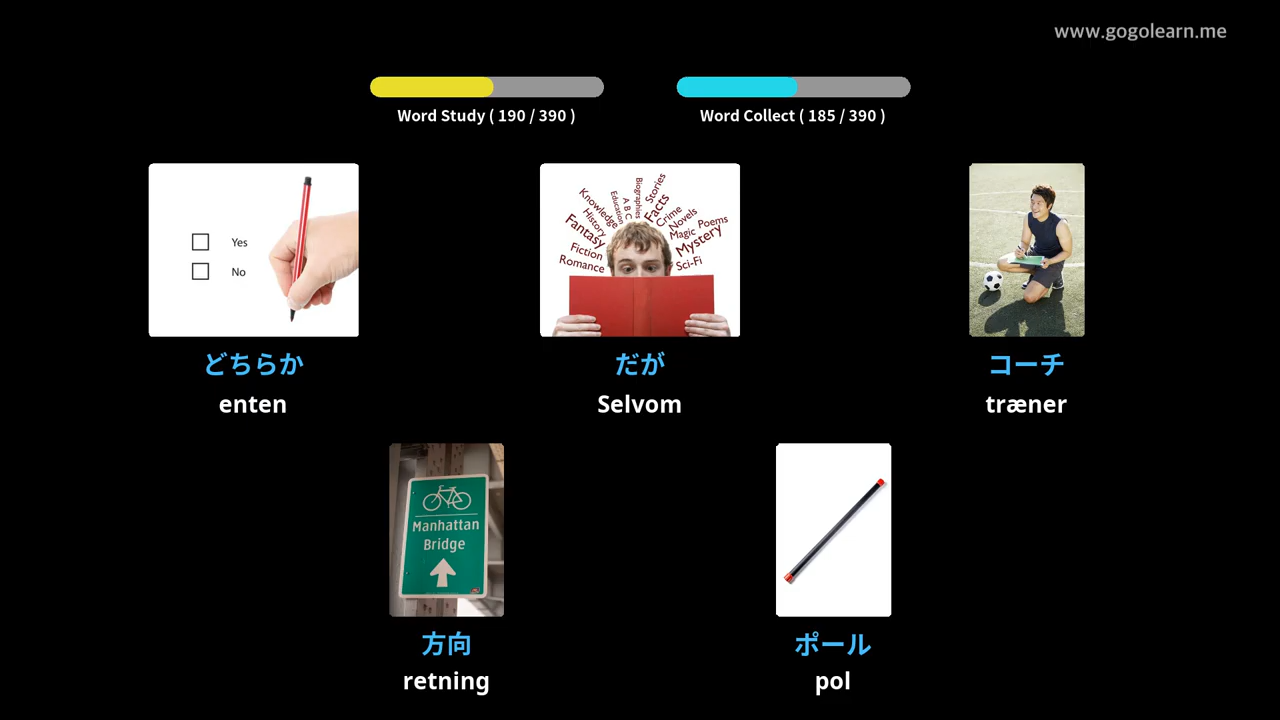 www.gogolearn.me
Word Study ( 190 / 390 )
Word Collect ( 185 / 390 )
Yes
No
Stories
Biographies
Facts
A B C
Education
Knowledge
Crime
History
Novels
Poems
Magic
Fantasy
Mystery
Fiction
Romance
Sci-Fi
どちらか
enten
だが
Selvom
コーチ
træner
Manhattan
Bridge
方向
retning
ポール
pol